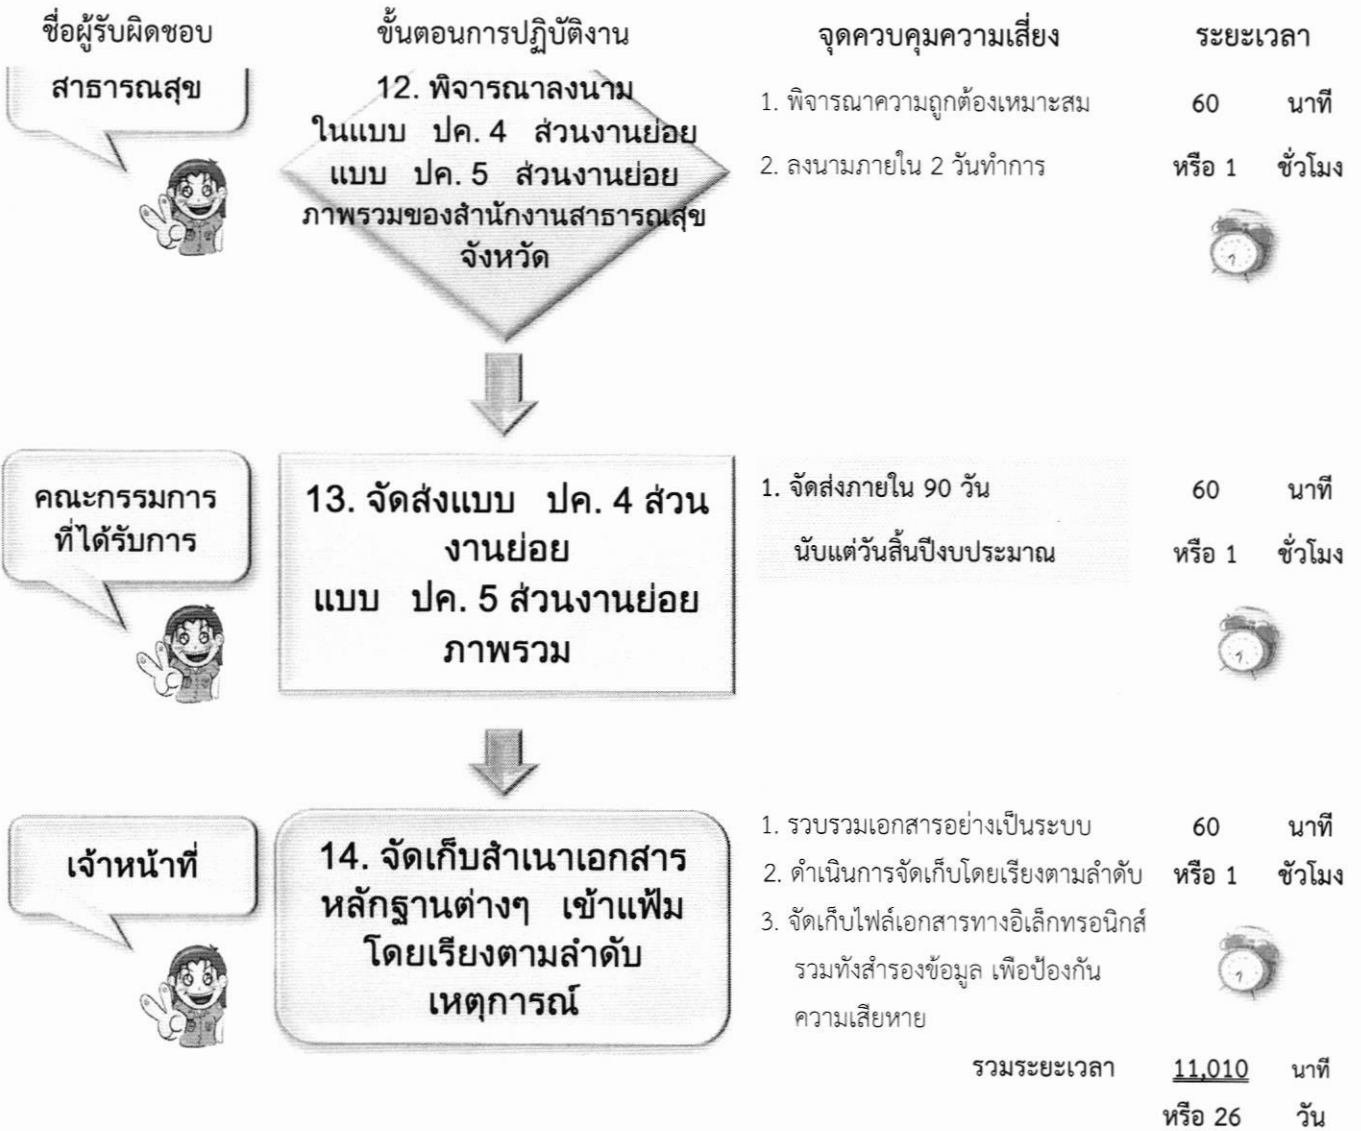 ชื่อผู้รับผิดชอบ ขั้นตอนการปฏิบัติงาน จุดควบคุมความเสี่ยง ระยะเวลา
สาธารณสุข
12. พิจารณาลงนาม
ในแบบ ปค. 4 ส่วนงานย่อย
แบบ ปค. 5 ส่วนงานย่อย
ภาพรวมของสำนักงานสาธารณสุข
จังหวัด
1. พิจารณาความถูกต้องเหมาะสม
2. ลงนามภายใน 2 วันทำการ
60 นาที
หรือ 1 ชั่วโมง
คณะกรรมการ
ที่ได้รับการ
13. จัดส่งแบบ ปค. 4 ส่วน
งานย่อย
แบบ ปค. 5 ส่วนงานย่อย
ภาพรวม
1. จัดส่งภายใน 90 วัน
นับแต่วันสิ้นปีงบประมาณ
60 นาที
หรือ 1 ชั่วโมง
เจ้าหน้าที่
14. จัดเก็บสำเนาเอกสาร
หลักฐานต่างๆ เข้าแฟ้ม
โดยเรียงตามลำดับ
เหตุการณ์
1. รวบรวมเอกสารอย่างเป็นระบบ
2. ดำเนินการจัดเก็บโดยเรียงตามลำดับ
3. จัดเก็บไฟล์เอกสารทางอิเล็กทรอนิกส์
รวมทั้งสำรองข้อมูล เพื่อป้องกัน
ความเสียหาย
60 นาที
หรือ 1 ชั่วโมง
รวมระยะเวลา 11,010 นาที
หรือ 26 วัน